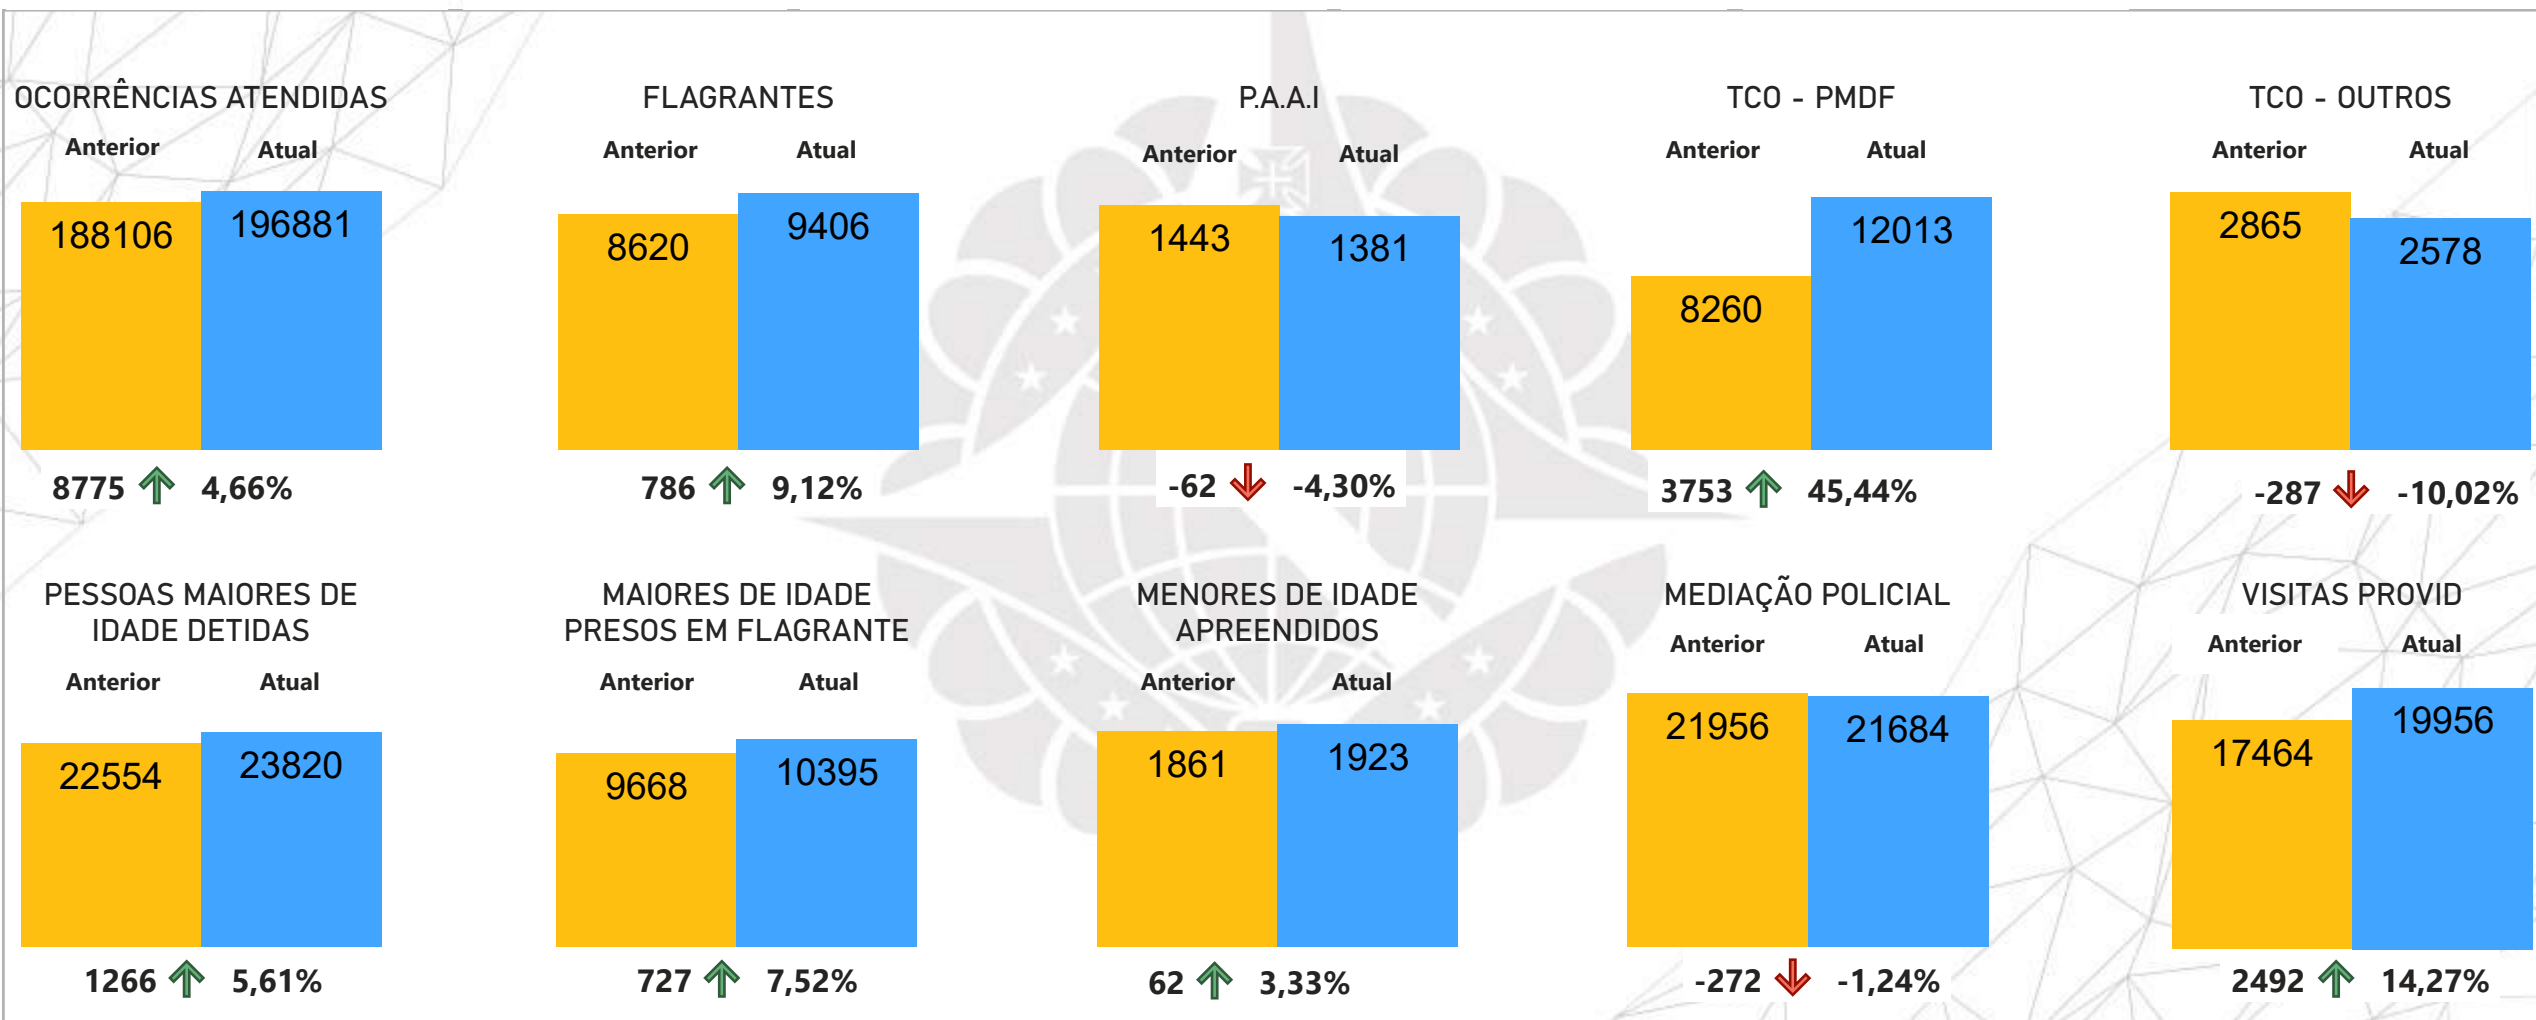 OCORRÊNCIAS ATENDIDAS
Anterior Atual
188106 196881
8775 4,66%
FLAGRANTES
Anterior Atual
8620 9406
786 9,12%
P.A.A.I
Anterior Atual
1443 1381
-62 -4,30%
TCO - PMDF
Anterior Atual
8260 12013
3753 45,44%
TCO - OUTROS
Anterior Atual
2865 2578
-287 -10,02%
PESSOAS MAIORES DE
IDADE DETIDAS
Anterior Atual
22554 23820
1266 5,61%
MAIORES DE IDADE
PRESOS EM FLAGRANTE
Anterior Atual
9668 10395
727 7,52%
MENORES DE IDADE
APREENDIDOS
Anterior Atual
1861 1923
62 3,33%
MEDIAÇÃO POLICIAL
Anterior Atual
21956 21684
-272 -1,24%
VISITAS PROVID
Anterior Atual
17464 19956
2492 14,27%